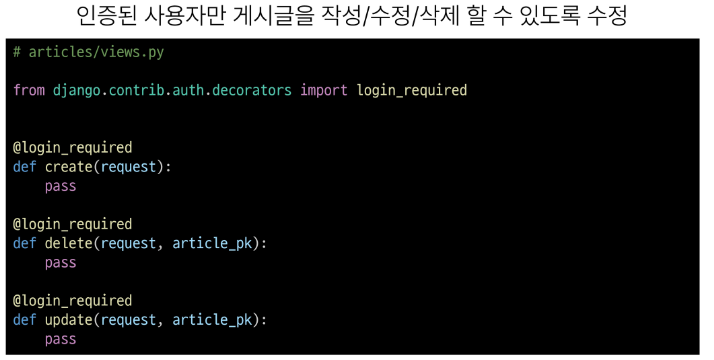 인증된 사용자만 게시글을 작성/수정/삭제 할 수 있도록 수정
# articles/views.py
from django.contrib.auth.decorators import login_required
@login_required
def create(request):
    pass
@login_required
def delete(request, article_pk):
    pass
@login_required
def update(request, article_pk):
    pass